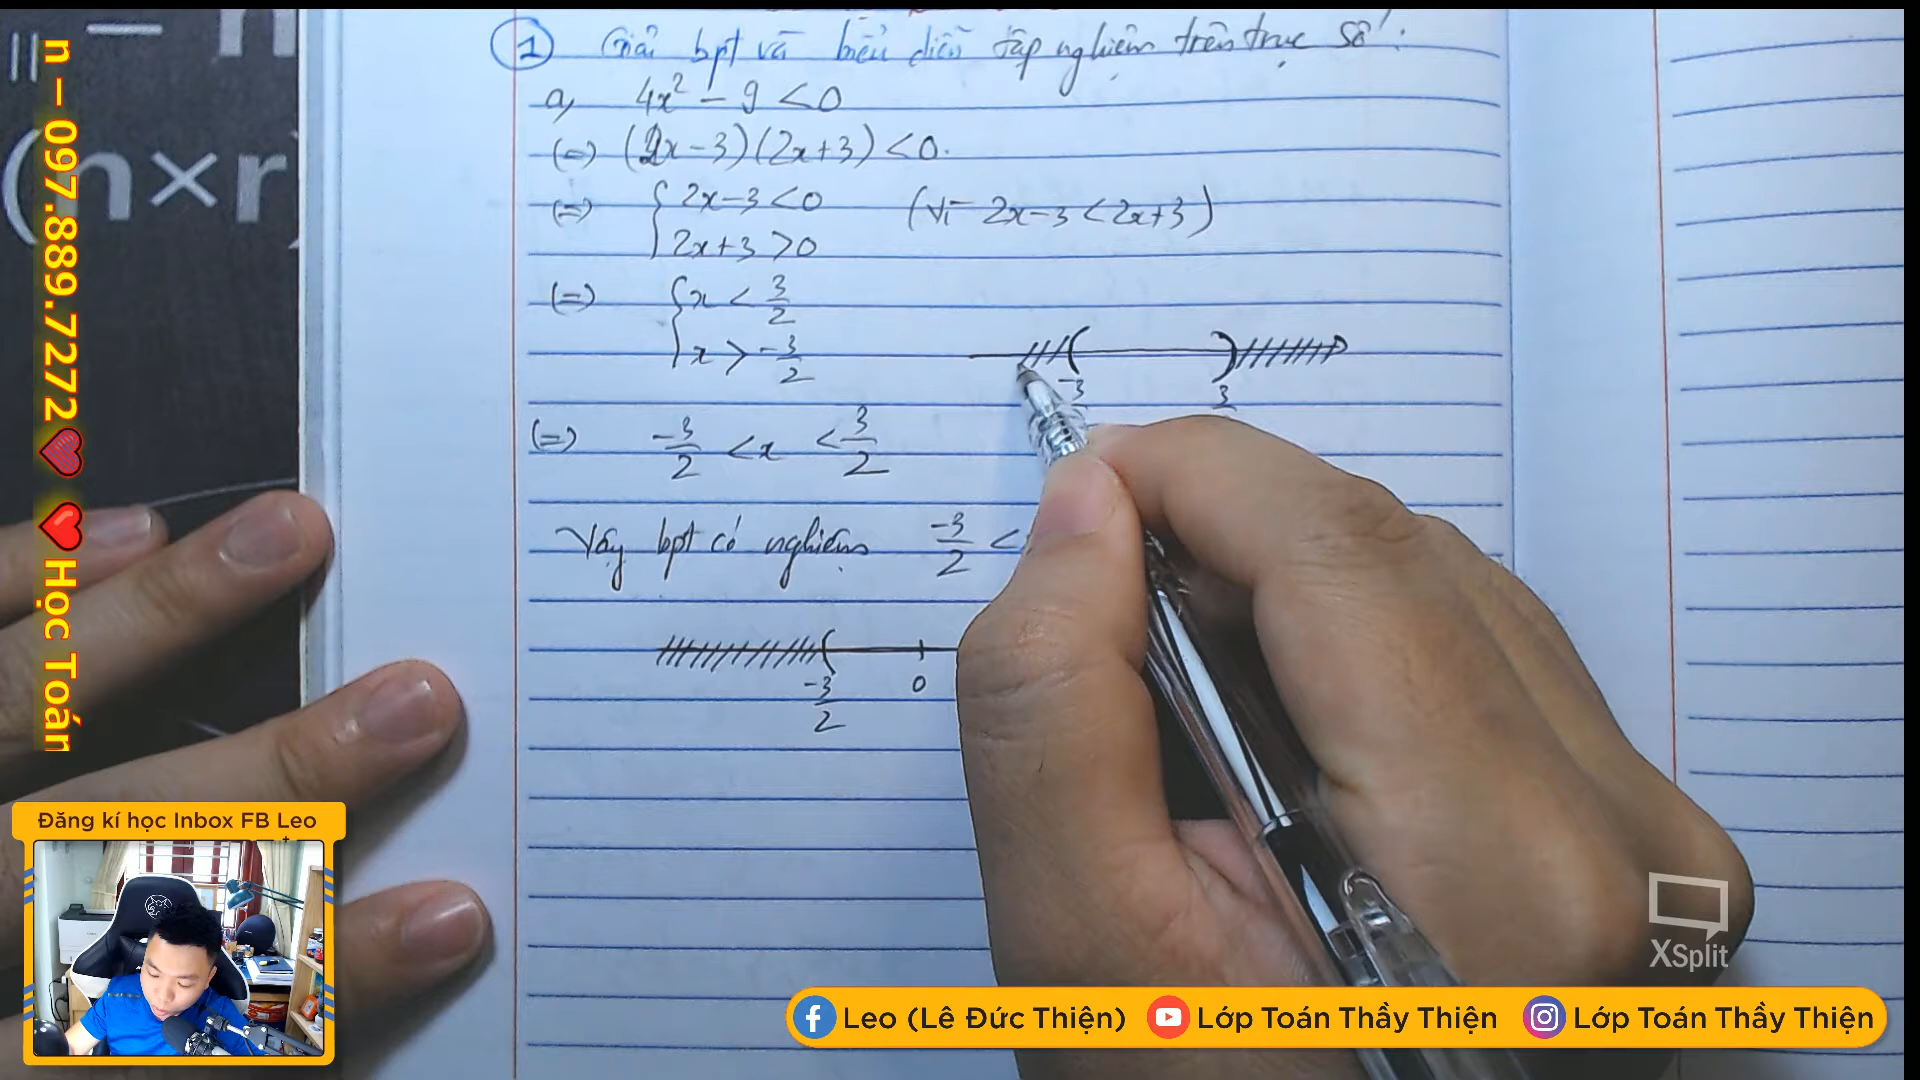 ① Giải bpt và biểu diễn tập nghiệm trên trục số :
a, 4x² - 9 < 0
(=) (2x-3)(2x+3) < 0.
(=) { 2x-3 < 0 (Vì 2x-3 < 2x+3)
2x+3 > 0
(=) { x < 3/2
x > -3/2
-3 3
(=) -3/2 < x < 3/2
Vậy bpt có nghiệm -3/2 <
-3/2 0
n – 097.889.7272 ♥ ♥ Học Toán
(n×r
Đăng kí học Inbox FB Leo
XSplit
Leo (Lê Đức Thiện) Lớp Toán Thầy Thiện Lớp Toán Thầy Thiện